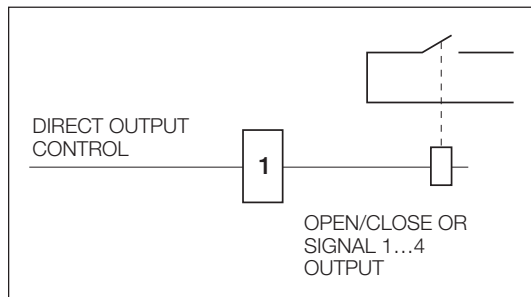 DIRECT OUTPUT
CONTROL
1
OPEN/CLOSE OR
SIGNAL 1...4
OUTPUT